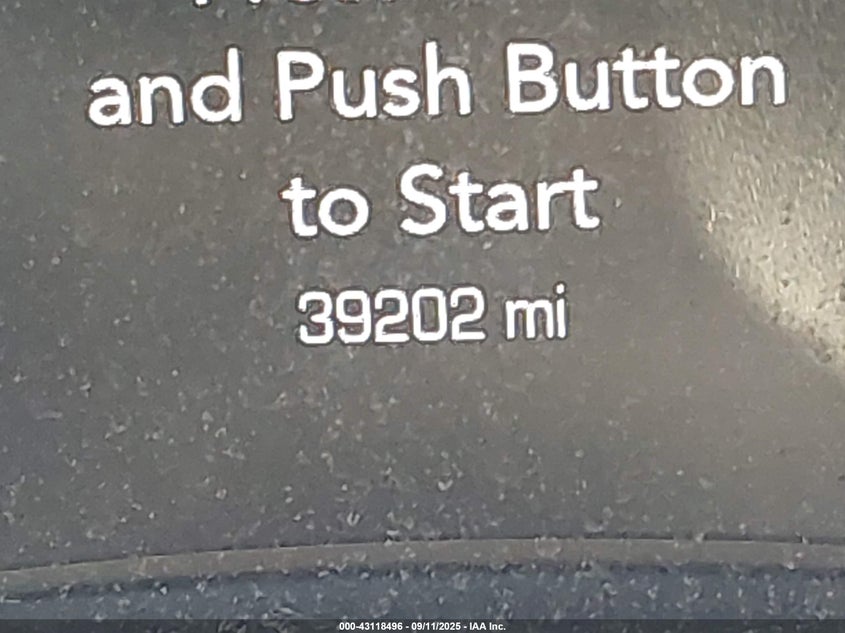 and Push Button
to Start
39202 mi
000-43118496 - 09/11/2025 - IAA Inc.